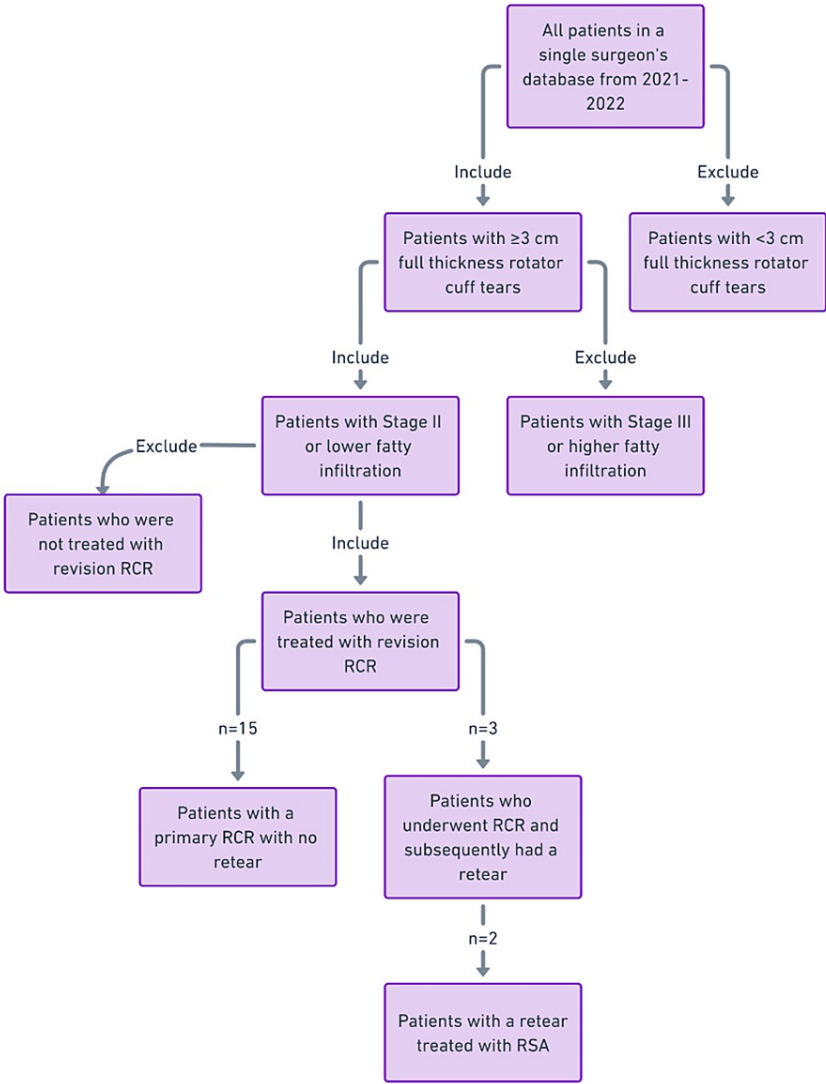 All patients in a
single surgeon's
database from 2021-
2022
Include
Exclude
Patients with ≥3 cm
full thickness rotator
cuff tears
Patients with <3 cm
full thickness rotator
cuff tears
Include
Exclude
Patients with Stage II
or lower fatty
infiltration
Patients with Stage III
or higher fatty
infiltration
Exclude
Patients who were
not treated with
revision RCR
Include
Patients who were
treated with revision
RCR
n=15
n=3
Patients with a
primary RCR with no
retear
Patients who
underwent RCR and
subsequently had a
retear
n=2
Patients with a retear
treated with RSA